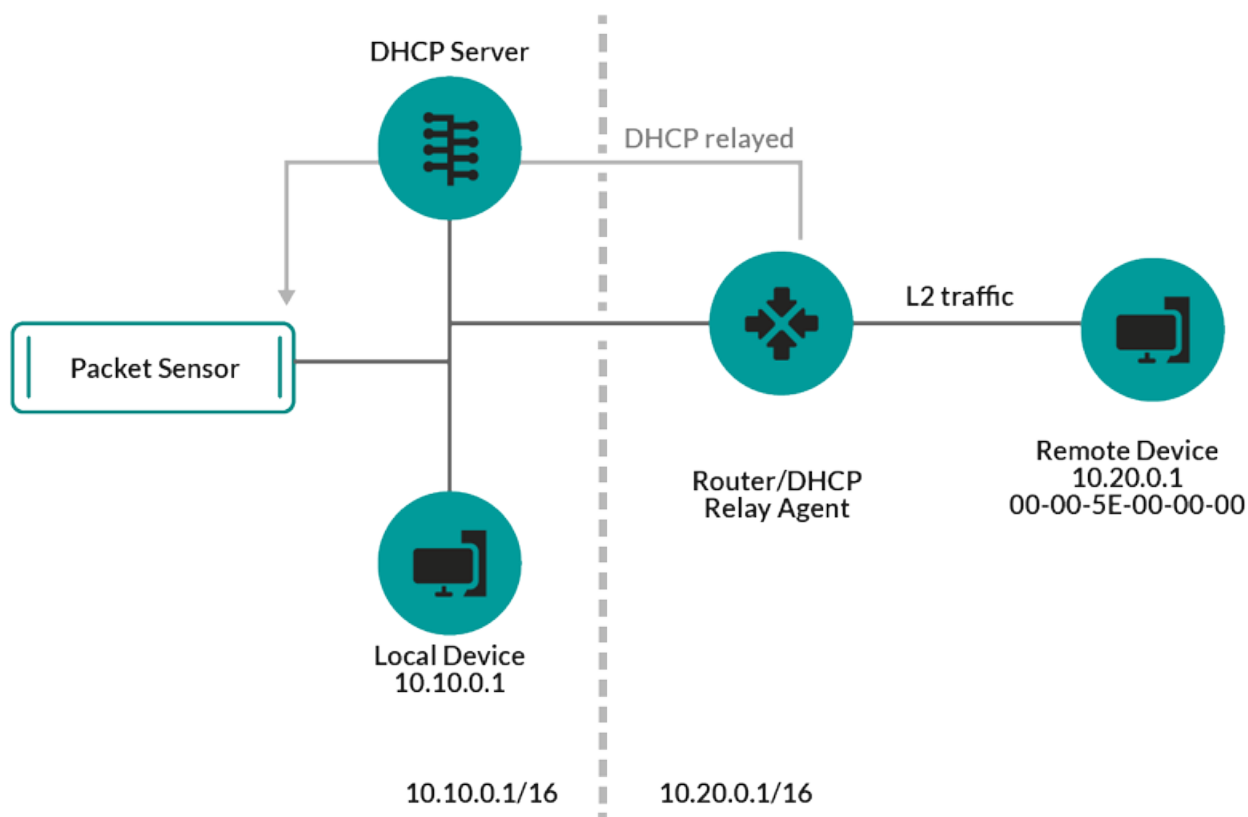 DHCP Server
DHCP relayed
L2 traffic
Packet Sensor
Router/DHCP
Relay Agent
Remote Device
10.20.0.1
00-00-5E-00-00-00
Local Device
10.10.0.1
10.10.0.1/16
10.20.0.1/16